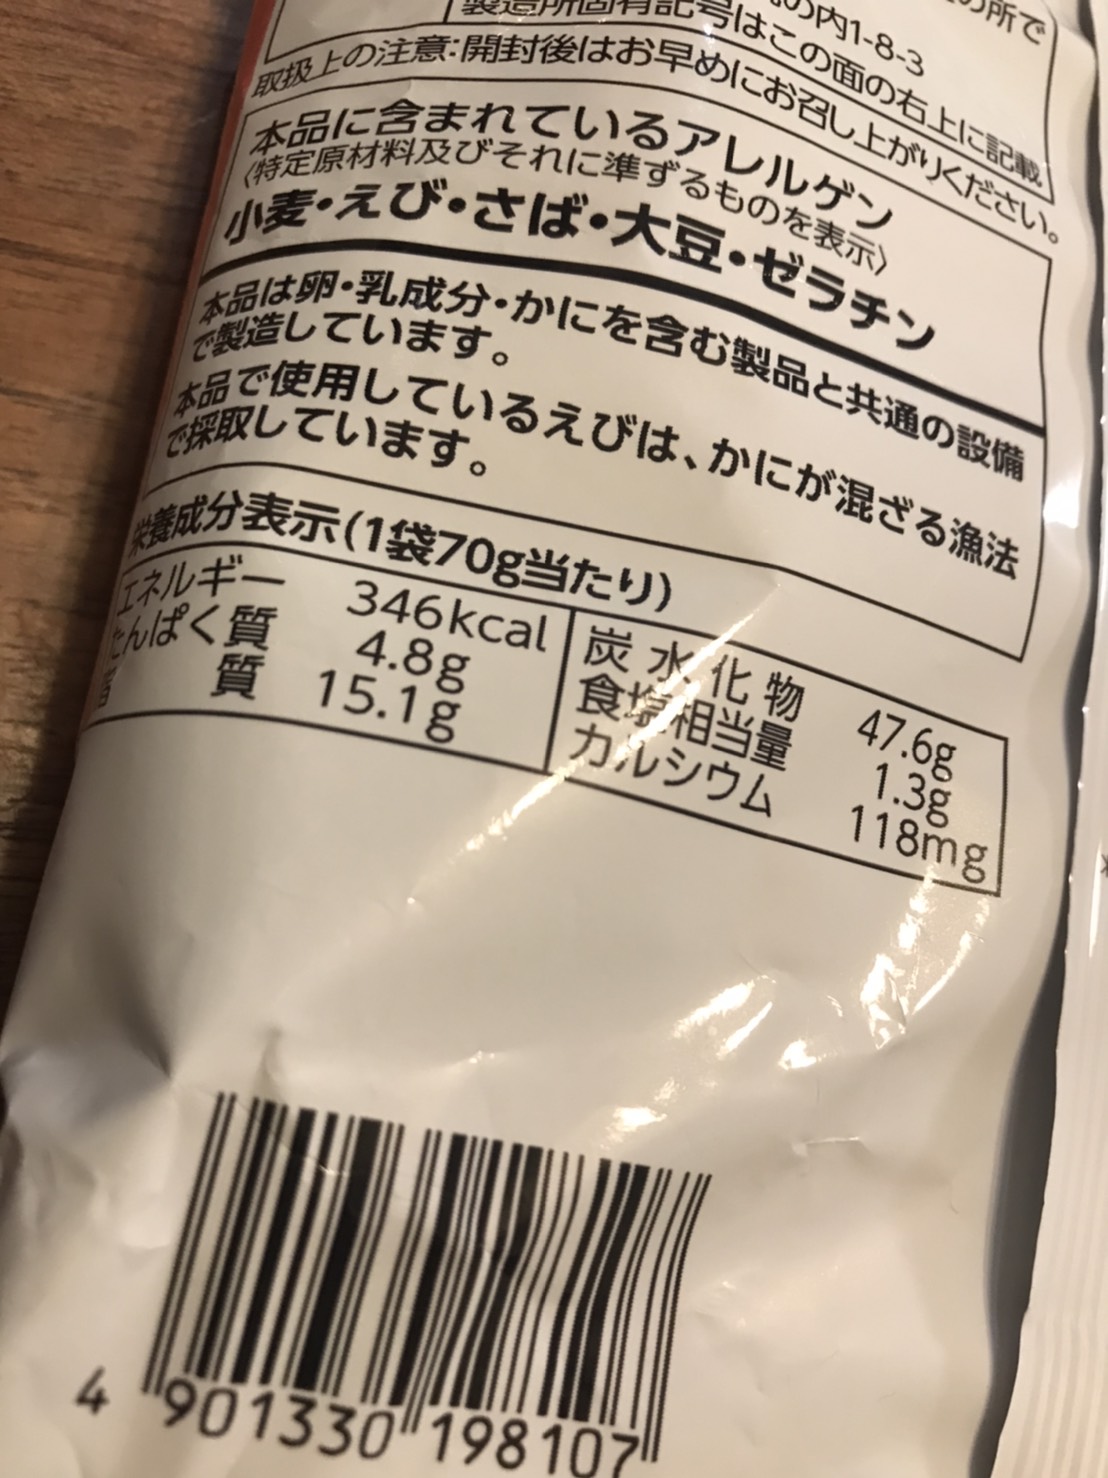 の所で
の内1-8-3
製造所固有記号はこの面の右上に記載
取扱上の注意:開封後はお早めにお召し上がりください。
本品に含まれているアレルゲン
〈特定原材料及びそれに準ずるものを表示〉
小麦・えび・さば・大豆・ゼラチン
本品は卵・乳成分・かにを含む製品と共通の設備
で製造しています。
本品で使用しているえびは、かにが混ざる漁法
で採取しています。
栄養成分表示(1袋70g当たり)
エネルギー 346kcal
たんぱく質 4.8g
質 15.1g
炭水化物 47.6g
食塩相当量 1.3g
カルシウム 118mg
4 901330 198107